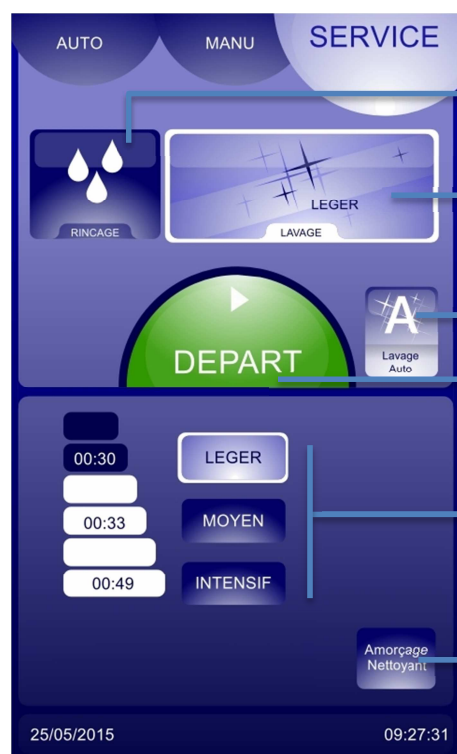 AUTO
MANU
SERVICE
RINCAGE
LEGER
LAVAGE
DEPART
A
Lavage
Auto
00:30
LEGER
00:33
MOYEN
00:49
INTENSIF
Amorçage
Nettoyant
25/05/2015
09:27:31